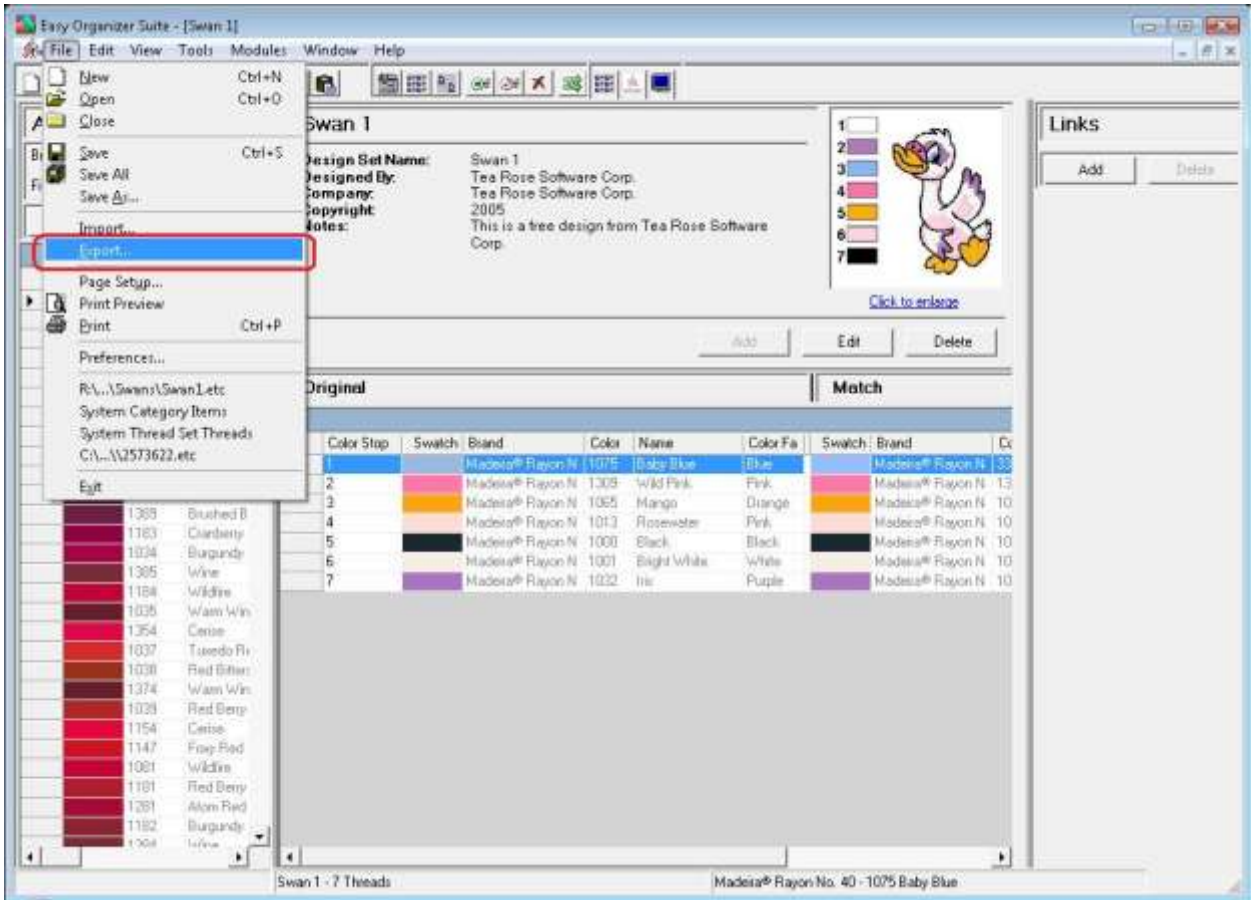 Easy Organizer Suite - [Swan 1]
File Edit View Tools Modules Window Help
New Ctrl+N
Open Ctrl+O
Close
Save Ctrl+S
Save All
Save As...
Import...
Export...
Page Setup...
Print Preview
Print Ctrl+P
Preferences...
R:\...\Swans\Swan1.etc
System Category Items
System Thread Set Threads
C:\...\\2573622.etc
Exit
Swan 1
Design Set Name: Swan 1
Designed By: Tea Rose Software Corp.
Company: Tea Rose Software Corp.
Copyright: 2005
Notes: This is a free design from Tea Rose Software
Corp.
1
2
3
4
5
6
7
Click to enlarge
Links
Add Delete
Add Edit Delete
Original Match
Color Stop Swatch Brand Color Name Color Fa Swatch Brand
1 Madeira® Rayon N 1075 Baby Blue Blue Madeira® Rayon N 33
2 Madeira® Rayon N 1309 Wild Pink Pink Madeira® Rayon N 13
3 Madeira® Rayon N 1065 Mango Orange Madeira® Rayon N 10
4 Madeira® Rayon N 1013 Rosewater Pink Madeira® Rayon N 10
5 Madeira® Rayon N 1000 Black Black Madeira® Rayon N 10
6 Madeira® Rayon N 1001 Bright White White Madeira® Rayon N 10
7 Madeira® Rayon N 1032 Iris Purple Madeira® Rayon N 10
1389 Brushed B
1183 Cranberry
1034 Burgundy
1385 Wine
1184 Wildfire
1035 Warm Win
1354 Cerise
1037 Tuxedo Re
1038 Red Bitter
1374 Warm Win
1039 Red Berry
1154 Cerise
1147 Foxy Red
1081 Wildfire
1181 Red Berry
1281 Atom Red
1182 Burgundy
Swan 1 - 7 Threads
Madeira® Rayon No. 40 - 1075 Baby Blue